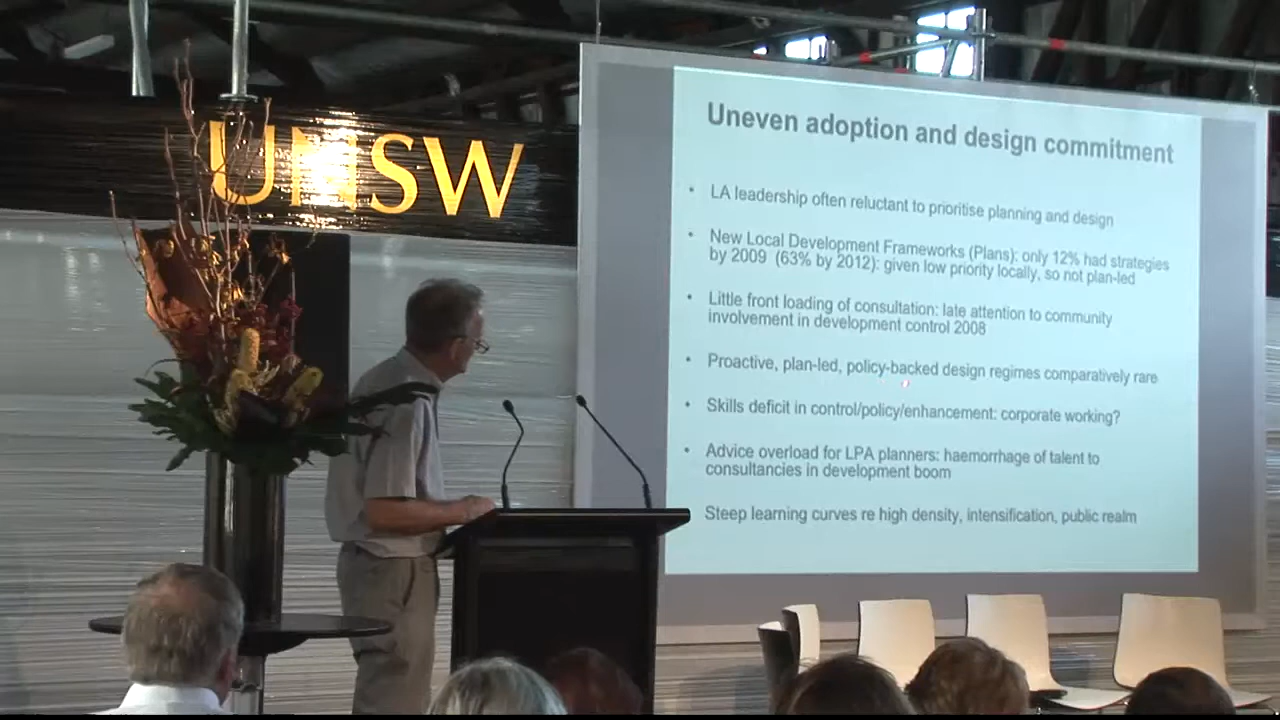 UNSW
Uneven adoption and design commitment
• LA leadership often reluctant to prioritise planning and design
• New Local Development Frameworks (Plans): only 12% had strategies
by 2009 (63% by 2012): given low priority locally, so not plan-led
• Little front loading of consultation: late attention to community
involvement in development control 2008
• Proactive, plan-led, policy-backed design regimes comparatively rare
• Skills deficit in control/policy/enhancement: corporate working?
• Advice overload for LPA planners: haemorrhage of talent to
consultancies in development boom
Steep learning curves re high density, intensification, public realm